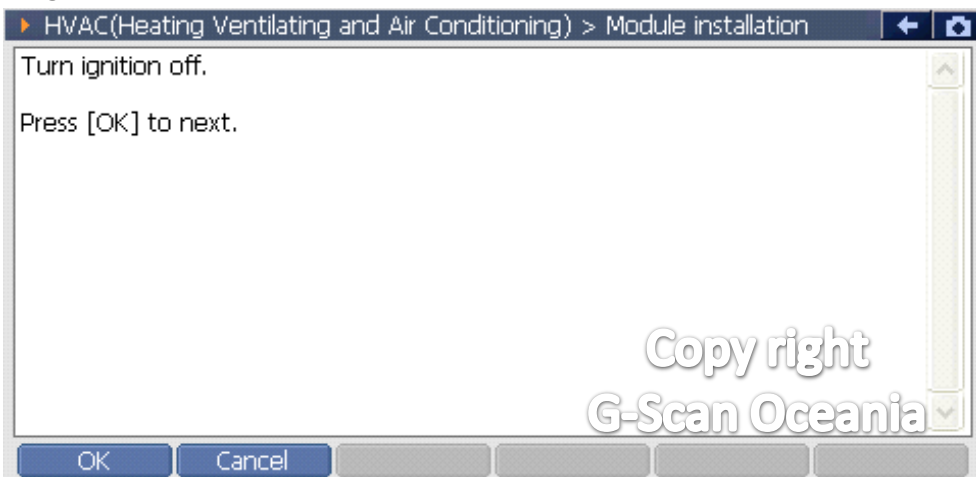 HVAC(Heating Ventilating and Air Conditioning) > Module installation
Turn ignition off.
Press [OK] to next.
Copy right
G-Scan Oceania
OK
Cancel